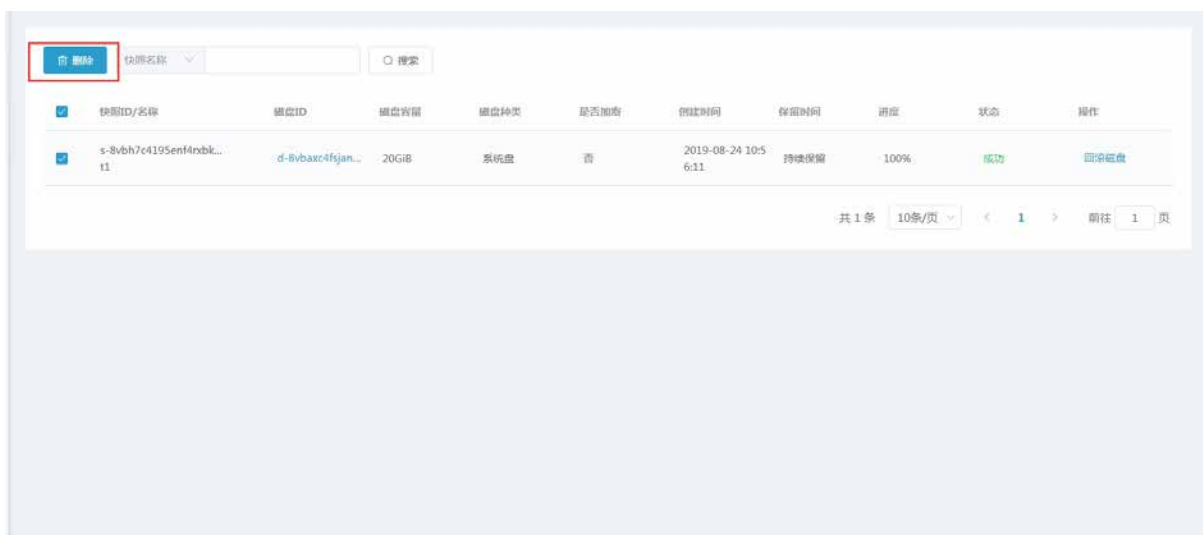 删除 快照名称 搜索
快照ID/名称 磁盘ID 磁盘容量 磁盘种类 是否加密 创建时间 保留时间 进度 状态 操作
s-8vbh7c4195enf4rxbk... d-8vbaxc4fsjan... 20GiB 系统盘 否 2019-08-24 10:5 持续保留 100% 成功 回滚磁盘
t1 6:11
共 1 条 10条/页 < 1 > 前往 1 页